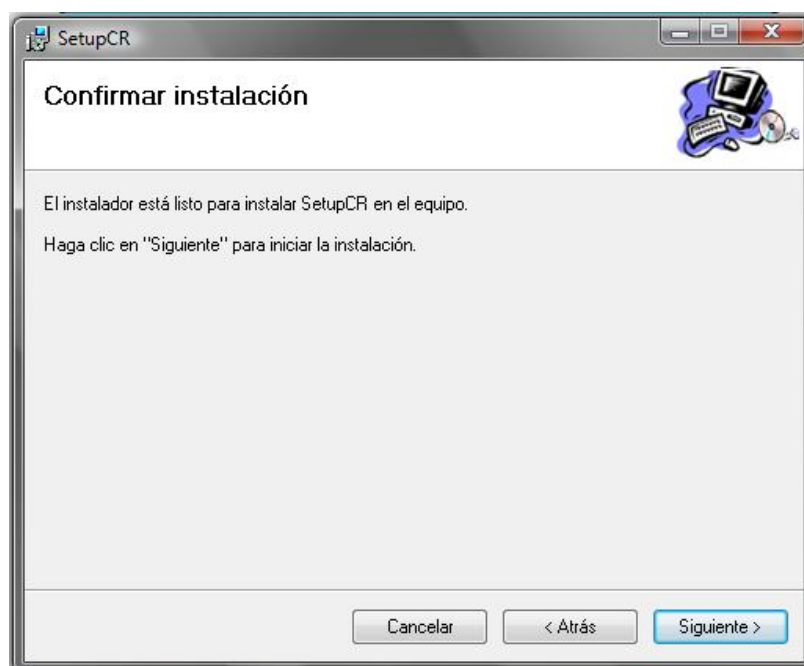 SetupCR
Confirmar instalación
El instalador está listo para instalar SetupCR en el equipo.
Haga clic en "Siguiente" para iniciar la instalación.
Cancelar
< Atrás
Siguiente >